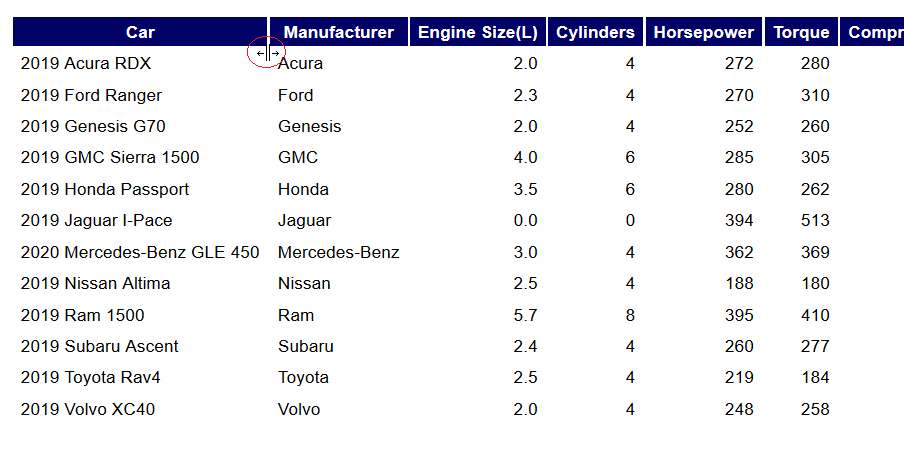 Car Manufacturer Engine Size(L) Cylinders Horsepower Torque Compr
2019 Acura RDX Acura 2.0 4 272 280
2019 Ford Ranger Ford 2.3 4 270 310
2019 Genesis G70 Genesis 2.0 4 252 260
2019 GMC Sierra 1500 GMC 4.0 6 285 305
2019 Honda Passport Honda 3.5 6 280 262
2019 Jaguar I-Pace Jaguar 0.0 0 394 513
2020 Mercedes-Benz GLE 450 Mercedes-Benz 3.0 4 362 369
2019 Nissan Altima Nissan 2.5 4 188 180
2019 Ram 1500 Ram 5.7 8 395 410
2019 Subaru Ascent Subaru 2.4 4 260 277
2019 Toyota Rav4 Toyota 2.5 4 219 184
2019 Volvo XC40 Volvo 2.0 4 248 258